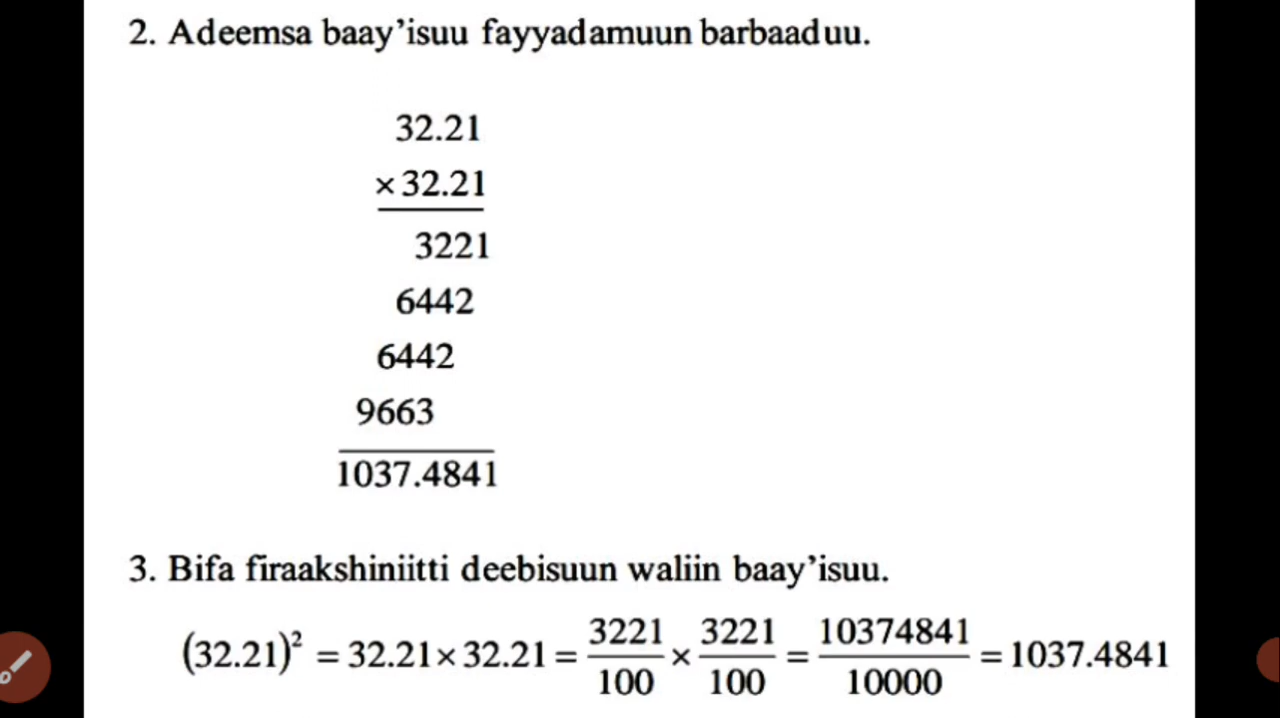 2. Adeemsa baay’isuu fayyadamuun barbaaduu.
32.21
× 32.21
3221
6442
6442
9663
1037.4841
3. Bifa firaakshiniitti deebisuun waliin baay’isuu.
(32.21)² = 32.21 × 32.21 = 3221/100 × 3221/100 = 10374841/10000 = 1037.4841